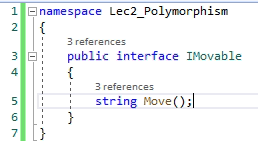 1 namespace Lec2_Polymorphism
2 {
3 references
3 public interface IMovable
4 {
3 references
5 string Move();
6 }
7 }